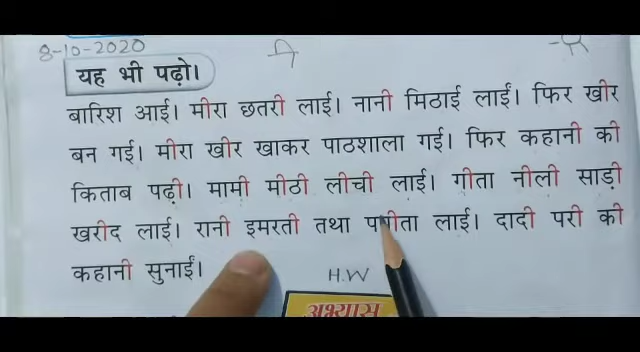 8-10-2020
यह भी पढ़ो।
बारिश आई। मीरा छतरी लाई। नानी मिठाई लाईं। फिर खीर
बन गई। मीरा खीर खाकर पाठशाला गई। फिर कहानी की
किताब पढ़ी। मामी मीठी लीची लाईं। गीता नीली साड़ी
खरीद लाई। रानी इमरती तथा पपीता लाई। दादी परी की
कहानी सुनाईं।
H.W
अभ्यास